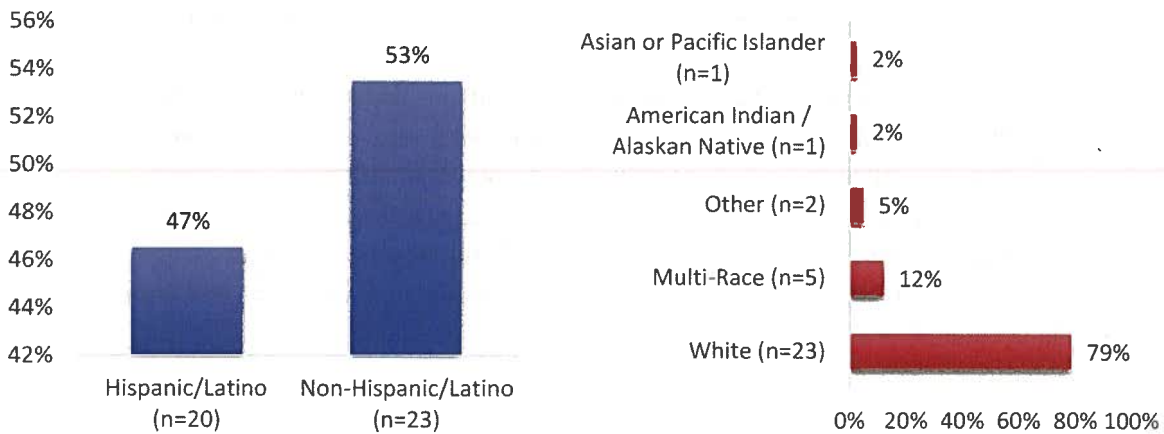 56%
54%
52%
50%
48%
46%
44%
42%
47%
53%
Hispanic/Latino
(n=20)
Non-Hispanic/Latino
(n=23)
Asian or Pacific Islander
(n=1)
2%
American Indian /
Alaskan Native (n=1)
2%
Other (n=2)
5%
Multi-Race (n=5)
12%
White (n=23)
79%
0% 20% 40% 60% 80% 100%